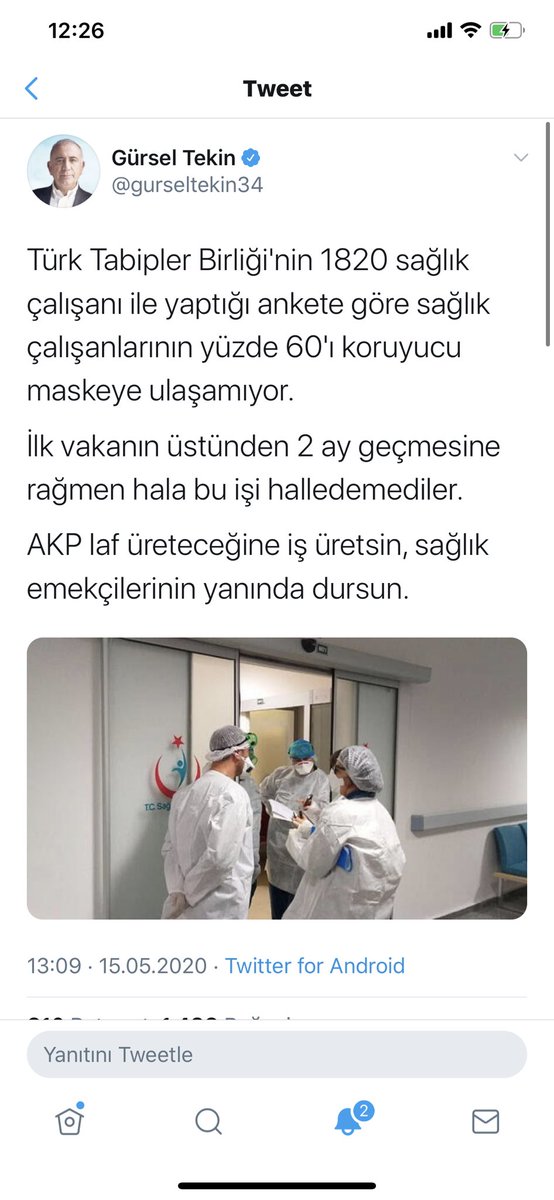 12:26
Tweet
Gürsel Tekin
@gurseltekin34
Türk Tabipler Birliği'nin 1820 sağlık
çalışanı ile yaptığı ankete göre sağlık
çalışanlarının yüzde 60'ı koruyucu
maskeye ulaşamıyor.
İlk vakanın üstünden 2 ay geçmesine
rağmen hala bu işi halledemediler.
AKP laf üreteceğine iş üretsin, sağlık
emekçilerinin yanında dursun.
T.C. Sağ
13:09 · 15.05.2020 · Twitter for Android
Yanıtını Tweetle
2